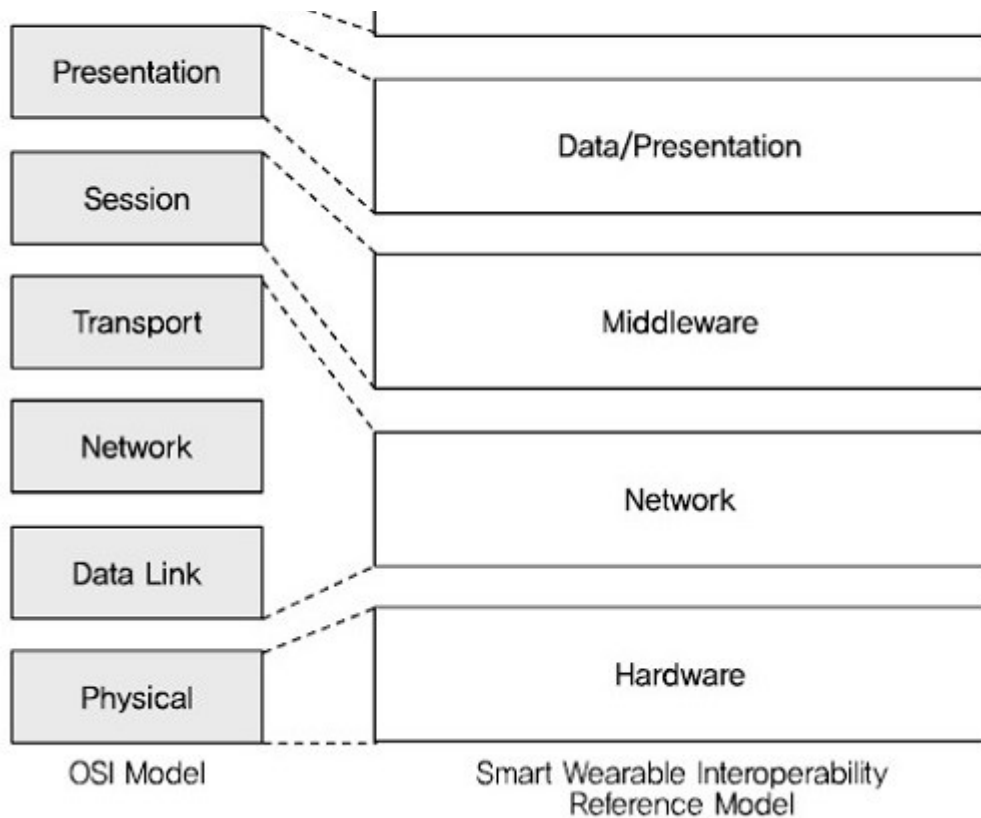 Presentation
Data/Presentation
Session
Middleware
Transport
Network
Network
Data Link
Hardware
Physical
OSI Model
Smart Wearable Interoperability
Reference Model